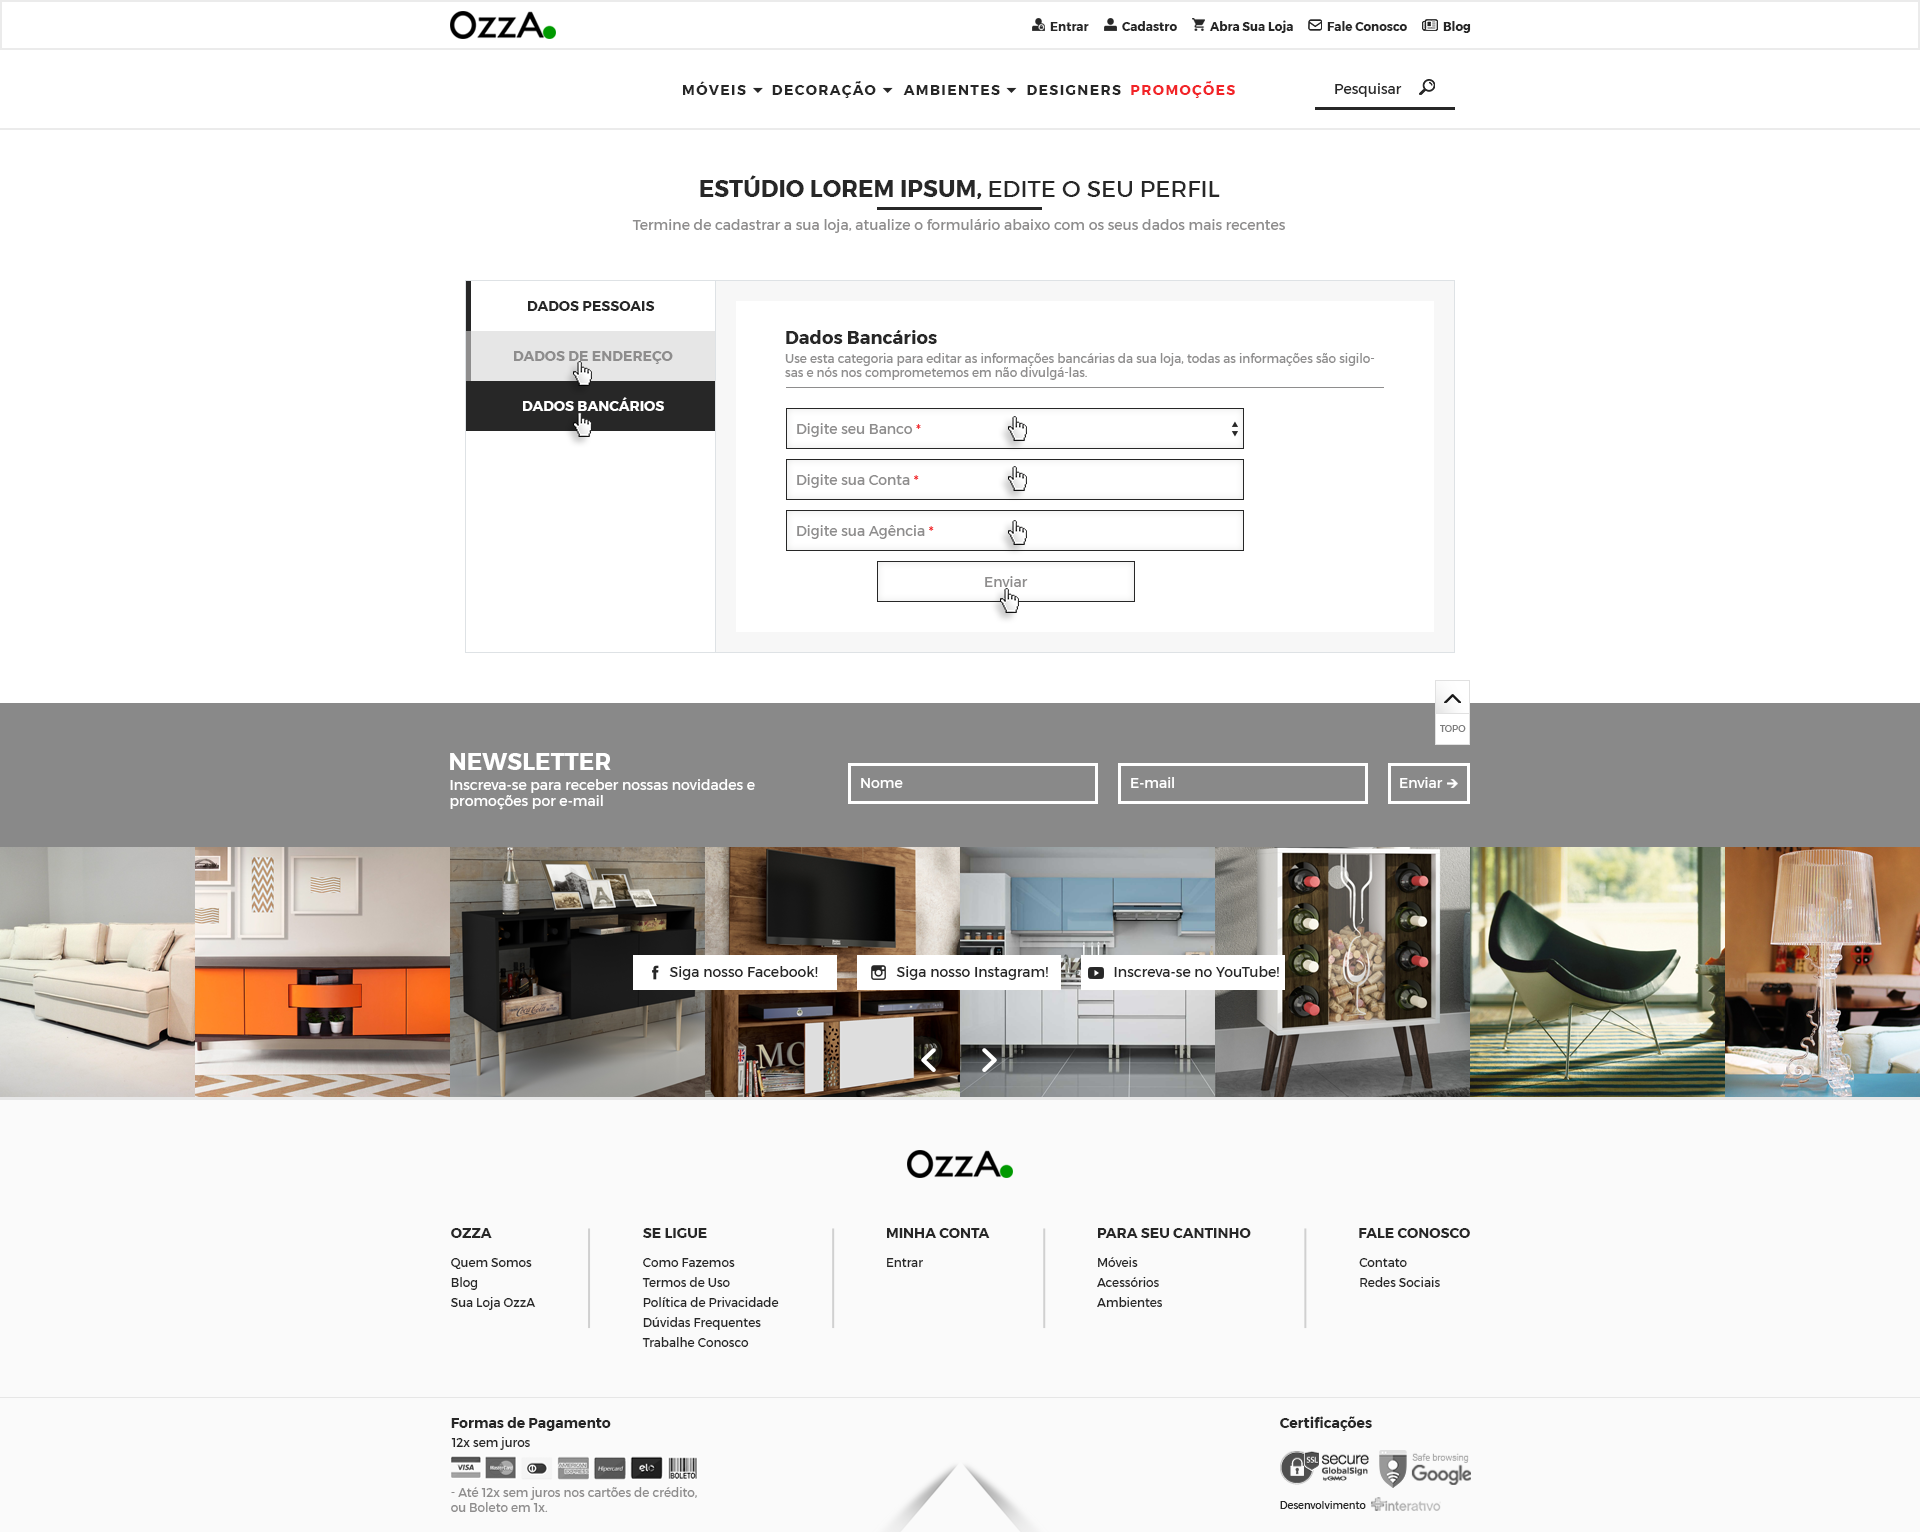 OzzA.
Entrar Cadastro Abra Sua Loja Fale Conosco Blog
MÓVEIS DECORAÇÃO AMBIENTES DESIGNERS PROMOÇÕES
Pesquisar
ESTÚDIO LOREM IPSUM, EDITE O SEU PERFIL
Termine de cadastrar a sua loja, atualize o formulário abaixo com os seus dados mais recentes
DADOS PESSOAIS
DADOS DE ENDEREÇO
DADOS BANCÁRIOS
Dados Bancários
Use esta categoria para editar as informações bancárias da sua loja, todas as informações são sigilo-
sas e nós nos comprometemos em não divulgá-las.
Digite seu Banco *
Digite sua Conta *
Digite sua Agência *
Enviar
TOPO
NEWSLETTER
Inscreva-se para receber nossas novidades e
promoções por e-mail
Nome
E-mail
Enviar
Siga nosso Facebook!
Siga nosso Instagram!
Inscreva-se no YouTube!
OzzA.
OZZA
Quem Somos
Blog
Sua Loja OzzA
SE LIGUE
Como Fazemos
Termos de Uso
Política de Privacidade
Dúvidas Frequentes
Trabalhe Conosco
MINHA CONTA
Entrar
PARA SEU CANTINHO
Móveis
Acessórios
Ambientes
FALE CONOSCO
Contato
Redes Sociais
Formas de Pagamento
12x sem juros
VISA MasterCard Hipercard elo BOLETO
- Até 12x sem juros nos cartões de crédito,
ou Boleto em 1x.
Certificações
SSL secure
GlobalSign
by GMO
Safe browsing
Google
Desenvolvimento interativo